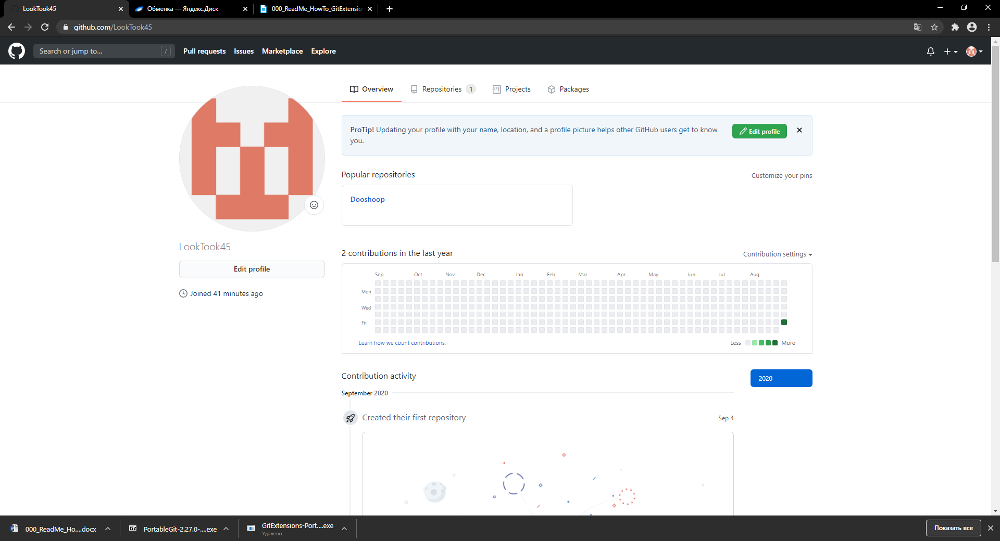 LookTook45
Обменка — Яндекс.Диск
000_ReadMe_HowTo_GitExtensio
github.com/LookTook45
Search or jump to... /
Pull requests Issues Marketplace Explore
Overview Repositories 1 Projects Packages
ProTip! Updating your profile with your name, location, and a profile picture helps other GitHub users get to know
you.
Edit profile
Popular repositories
Customize your pins
Dooshoop
LookTook45
Edit profile
Joined 41 minutes ago
2 contributions in the last year
Contribution settings
Sep Oct Nov Dec Jan Feb Mar Apr May Jun Jul Aug
Mon
Wed
Fri
Learn how we count contributions.
Less More
Contribution activity
2020
September 2020
Created their first repository
Sep 4
000_ReadMe_Ho....docx
PortableGit-2.27.0-....exe
GitExtensions-Port....exe
Удалено
Показать все